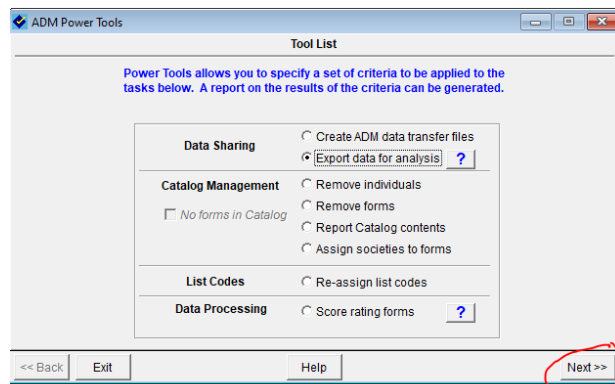 ADM Power Tools
Tool List
Power Tools allows you to specify a set of criteria to be applied to the
tasks below. A report on the results of the criteria can be generated.
Data Sharing
Create ADM data transfer files
Export data for analysis ?
Catalog Management
No forms in Catalog
Remove individuals
Remove forms
Report Catalog contents
Assign societies to forms
List Codes
Re-assign list codes
Data Processing
Score rating forms ?
<< Back Exit Help Next >>